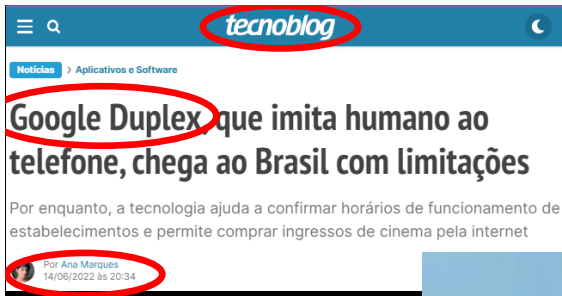 tecnoblog
Notícias > Aplicativos e Software
Google Duplex, que imita humano ao
telefone, chega ao Brasil com limitações
Por enquanto, a tecnologia ajuda a confirmar horários de funcionamento de
estabelecimentos e permite comprar ingressos de cinema pela internet
Por Ana Marques
14/06/2022 às 20:34